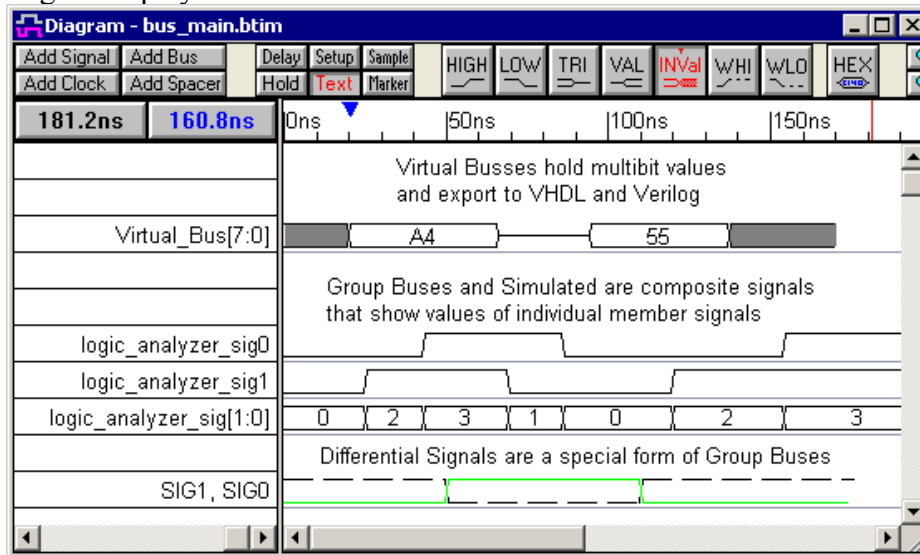 Diagram - bus_main.btim
Add Signal Add Bus Delay Setup Sample HIGH LOW TRI VAL INVal WHI WLO HEX
Add Clock Add Spacer Hold Text Marker
181.2ns 160.8ns 0ns 50ns 100ns 150ns
Virtual Busses hold multibit values
and export to VHDL and Verilog
Virtual_Bus[7:0] A4 55
Group Buses and Simulated are composite signals
that show values of individual member signals
logic_analyzer_sig0
logic_analyzer_sig1
logic_analyzer_sig[1:0] 0 2 3 1 0 2 3
Differential Signals are a special form of Group Buses
SIG1, SIG0